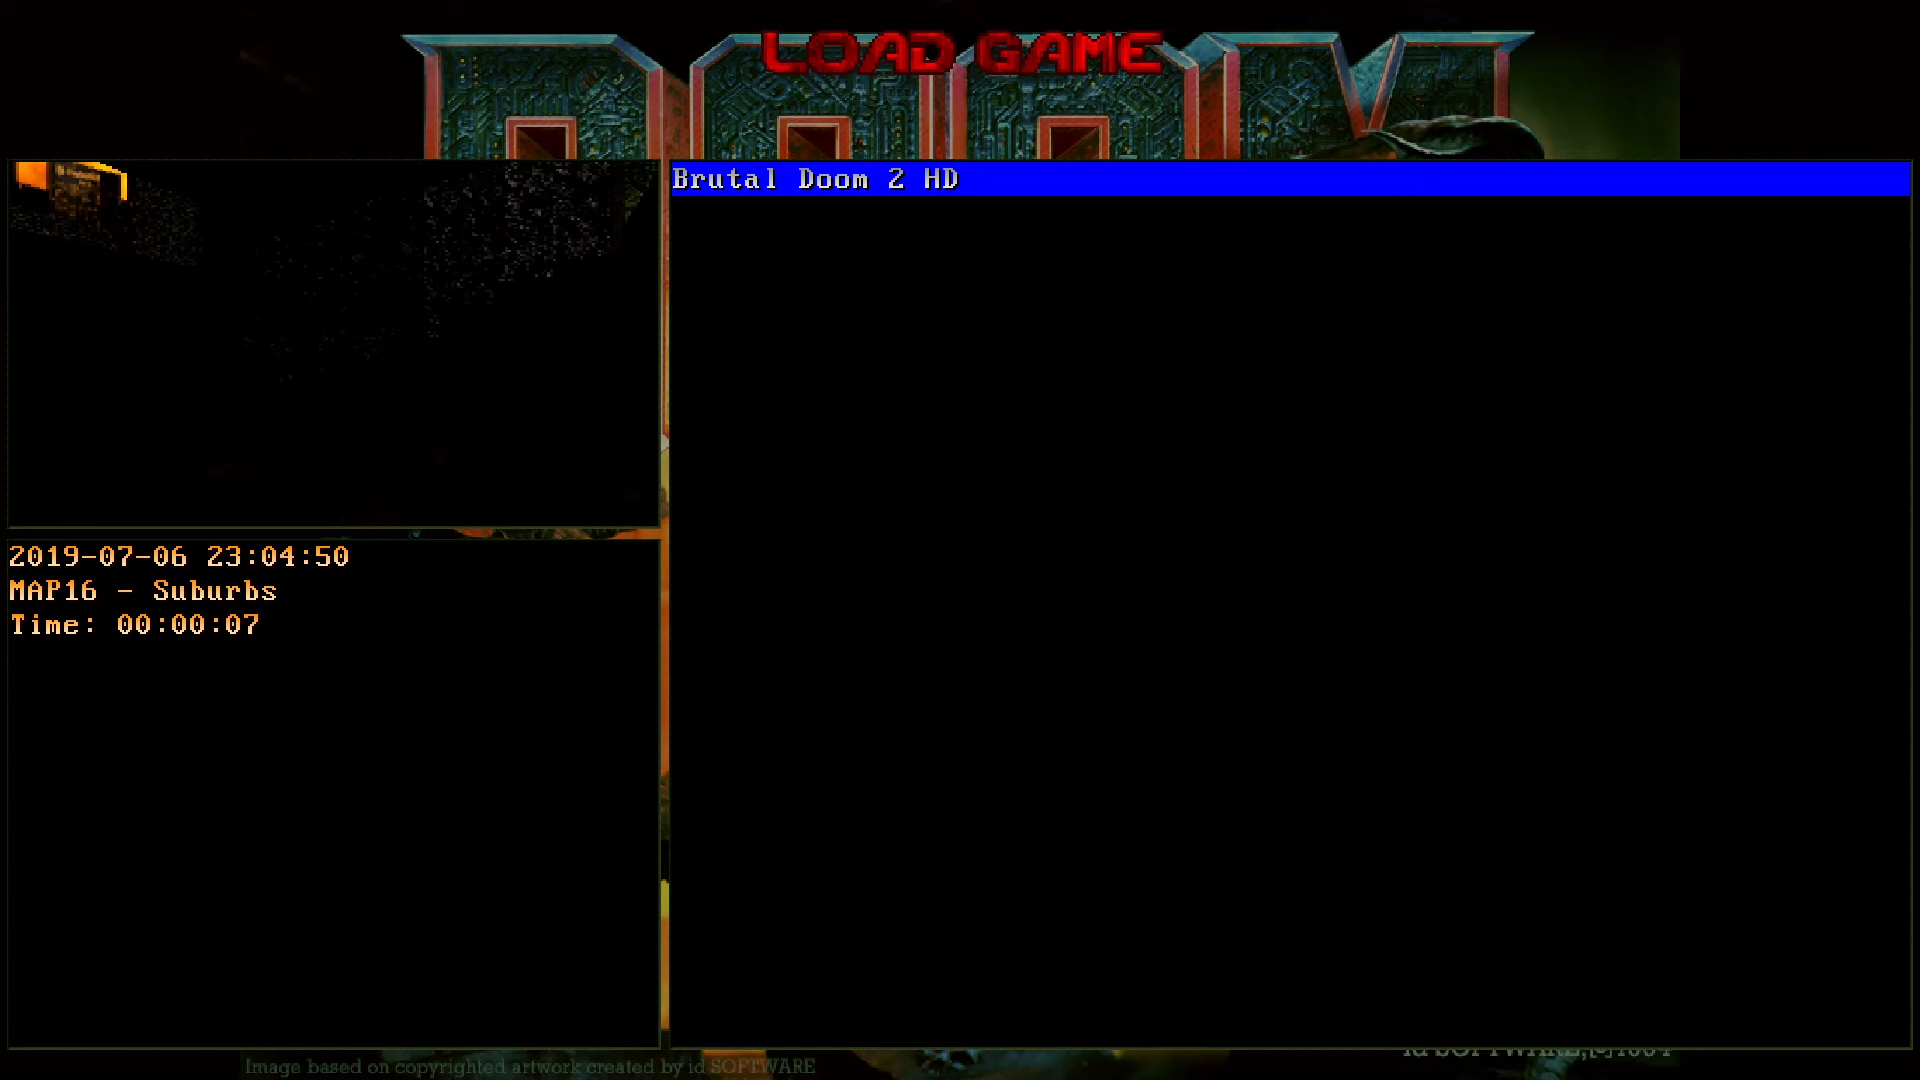 LOAD GAME
Brutal Doom 2 HD
2019-07-06 23:04:50
MAP16 - Suburbs
Time: 00:00:07
Image based on copyrighted artwork created by id SOFTWARE